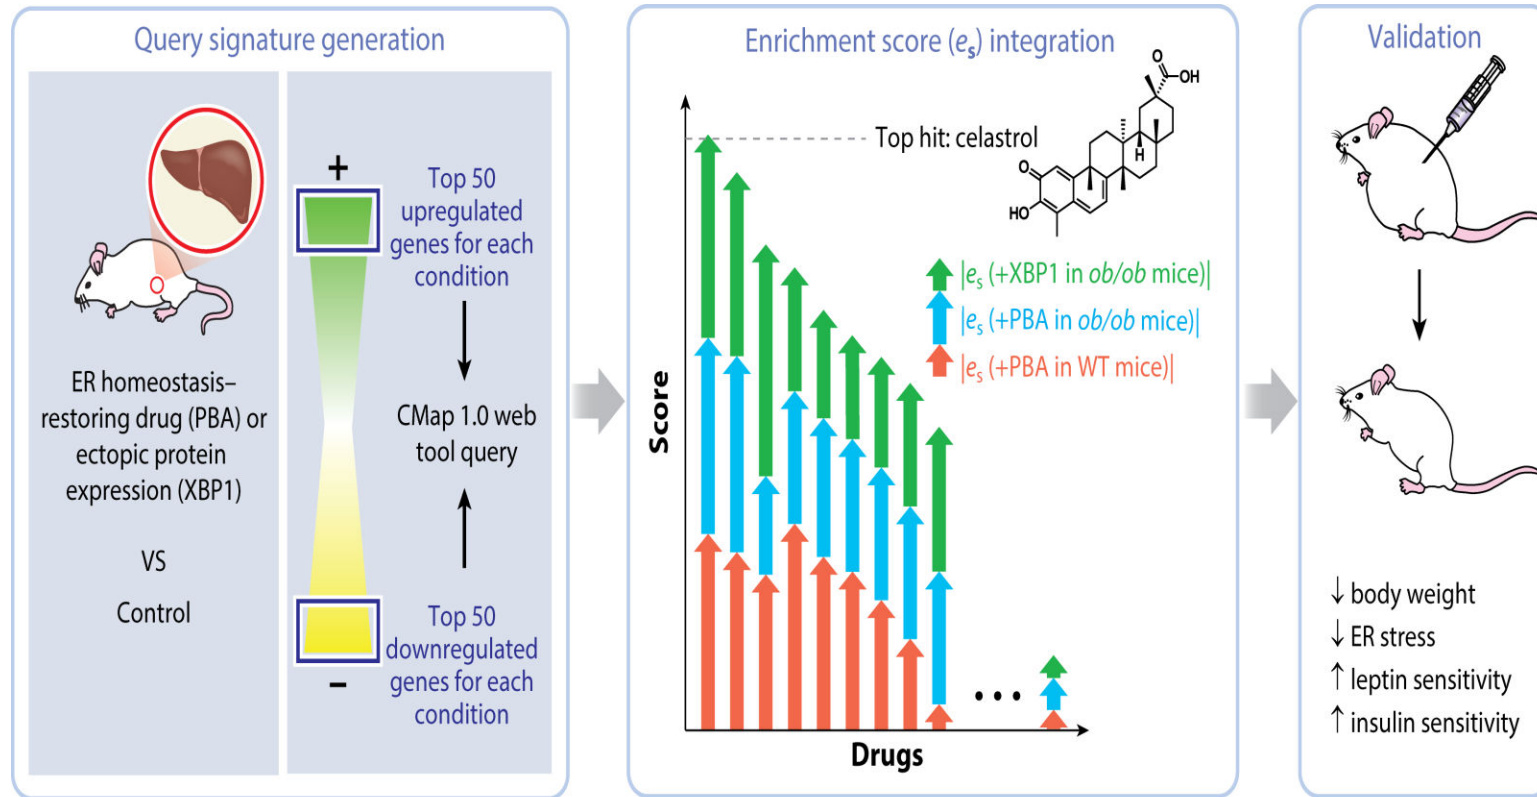 Query signature generation
ER homeostasis–
restoring drug (PBA) or
ectopic protein
expression (XBP1)
VS
Control
+
Top 50
upregulated
genes for each
condition
CMap 1.0 web
tool query
Top 50
downregulated
genes for each
condition
–
Enrichment score (es) integration
Score
Top hit: celastrol
O
OH
H
O
HO
|es (+XBP1 in ob/ob mice)|
|es (+PBA in ob/ob mice)|
|es (+PBA in WT mice)|
• • •
Drugs
Validation
↓ body weight
↓ ER stress
↑ leptin sensitivity
↑ insulin sensitivity